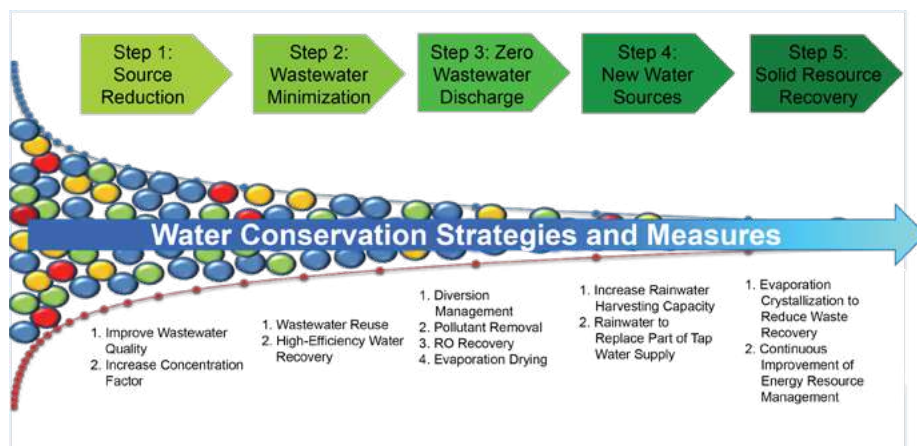 Step 1:
Source
Reduction
Step 2:
Wastewater
Minimization
Step 3: Zero
Wastewater
Discharge
Step 4:
New Water
Sources
Step 5:
Solid Resource
Recovery
Water Conservation Strategies and Measures
1. Improve Wastewater
Quality
2. Increase Concentration
Factor
1. Wastewater Reuse
2. High-Efficiency Water
Recovery
1. Diversion
Management
2. Pollutant Removal
3. RO Recovery
4. Evaporation Drying
1. Increase Rainwater
Harvesting Capacity
2. Rainwater to
Replace Part of Tap
Water Supply
1. Evaporation
Crystallization to
Reduce Waste
Recovery
2. Continuous
Improvement of
Energy Resource
Management